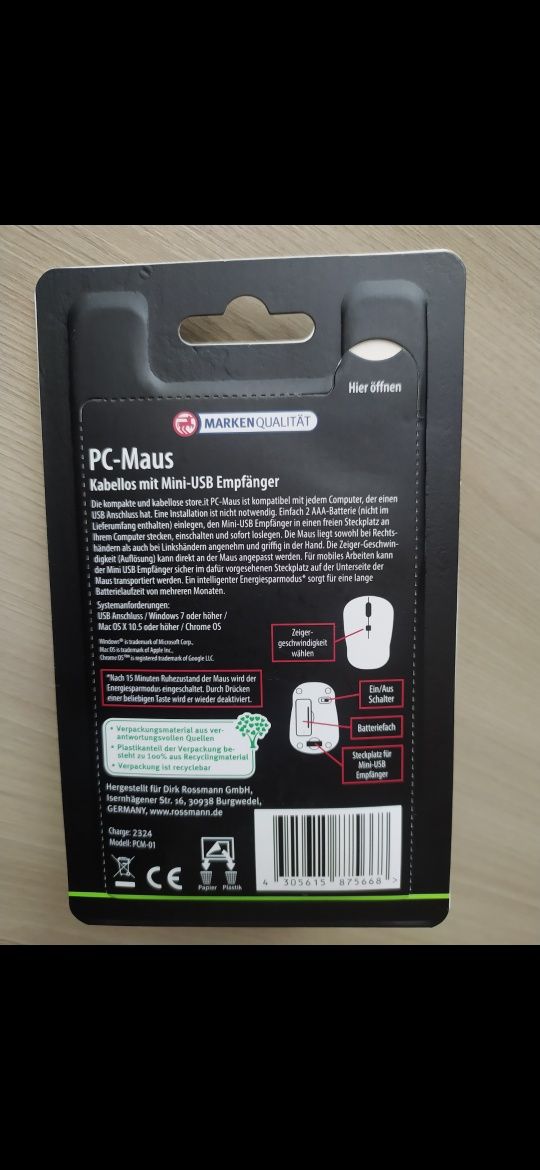 Hier öffnen
MARKENQUALITÄT
PC-Maus
Kabellos mit Mini-USB Empfänger
Die kompakte und kabellose store.it PC-Maus ist kompatibel mit jedem Computer, der einen
USB Anschluss hat. Eine Installation ist nicht notwendig. Einfach 2 AAA-Batterie (nicht im
Lieferumfang enthalten) einlegen, den Mini-USB Empfänger in einen freien Steckplatz an
Ihrem Computer stecken, einschalten und sofort loslegen. Die Maus liegt sowohl bei Rechts-
händern als auch bei Linkshändern angenehm und griffig in der Hand. Die Zeiger-Geschwin-
digkeit (Auflösung) kann direkt an der Maus angepasst werden. Für mobiles Arbeiten kann
der Mini USB Empfänger sicher im dafür vorgesehenen Steckplatz auf der Unterseite der
Maus transportiert werden. Ein intelligenter Energiesparmodus* sorgt für eine lange
Batterielaufzeit von mehreren Monaten.
Systemanforderungen:
USB Anschluss / Windows 7 oder höher /
Mac OS X 10.5 oder höher / Chrome OS
Windows® is trademark of Microsoft Corp.,
Mac OS is trademark of Apple Inc.,
Chrome OS™ is registered trademark of Google LLC.
Zeiger-
geschwindigkeit
wählen
*Nach 15 Minuten Ruhezustand der Maus wird der
Energiesparmodus eingeschaltet. Durch Drücken
einer beliebigen Taste wird er wieder deaktiviert.
Ein/Aus
Schalter
Batteriefach
Steckplatz für
Mini-USB
Empfänger
• Verpackungsmaterial aus ver-
antwortungsvollen Quellen
• Plastikanteil der Verpackung be-
steht zu 100% aus Recyclingmaterial
• Verpackung ist recyclebar
Hergestellt für Dirk Rossmann GmbH,
Isernhägener Str. 16, 30938 Burgwedel,
GERMANY, www.rossmann.de
Charge: 2324
Modell: PCM-01
CE
Papier Plastik
4 305615 875668 >